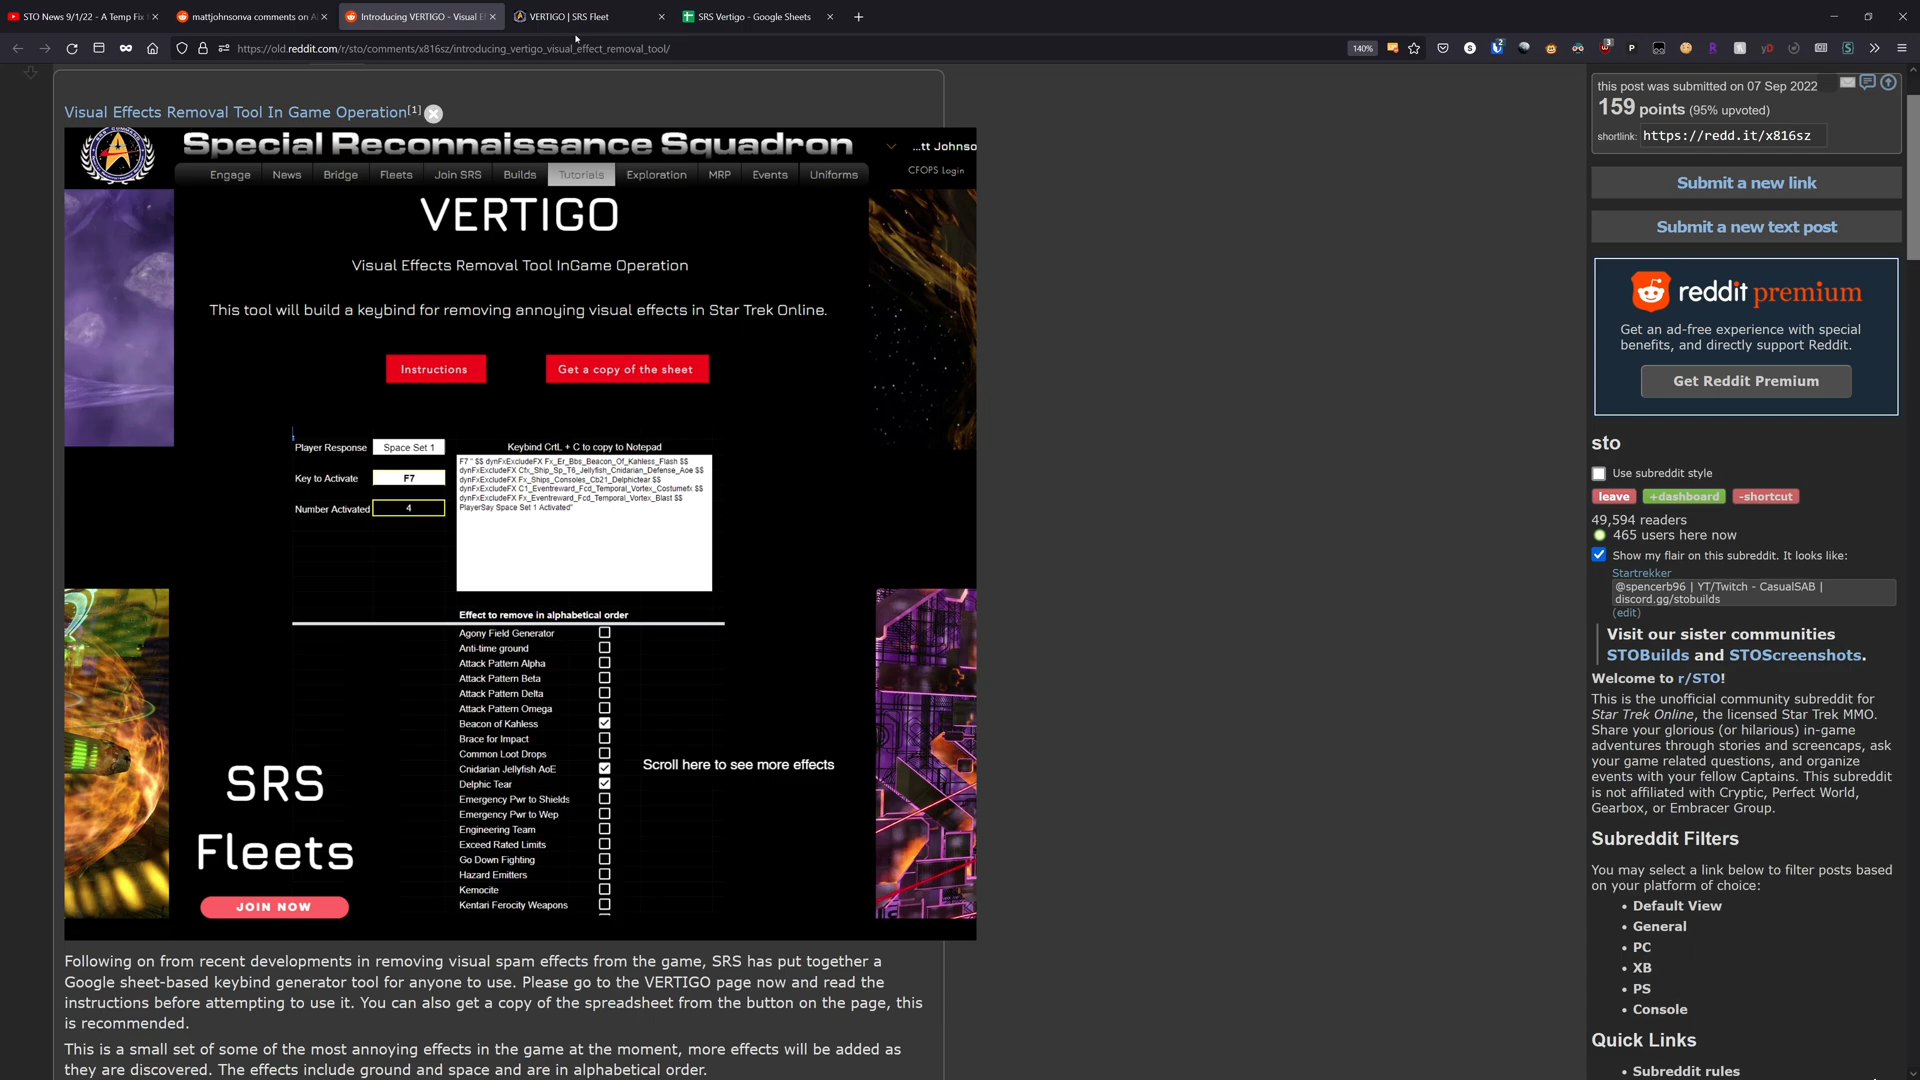 STO News 9/1/22 - A Temp Fix
mattjohnsonva comments on
Introducing VERTIGO - Visual Ef
VERTIGO | SRS Fleet
SRS Vertigo - Google Sheets
https://old.reddit.com/r/sto/comments/x816sz/introducing_vertigo_visual_effect_removal_tool/
140%
Visual Effects Removal Tool In Game Operation[1]
Special Reconnaissance Squadron
...tt Johnso
CFOPS Login
Engage News Bridge Fleets Join SRS Builds Tutorials Exploration MRP Events Uniforms
VERTIGO
Visual Effects Removal Tool InGame Operation
This tool will build a keybind for removing annoying visual effects in Star Trek Online.
Instructions
Get a copy of the sheet
Player Response Space Set 1
Key to Activate F7
Number Activated 4
Keybind CrtL + C to copy to Notepad
F7 " $$ dynFxExcludeFX Fx_Er_Bbs_Beacon_Of_Kahless_Flash $$
dynFxExcludeFX Cfx_Ship_Sp_T6_Jellyfish_Cnidarian_Defense_Aoe $$
dynFxExcludeFX Fx_Ships_Consoles_Cb21_Delphictear $$
dynFxExcludeFX C1_Eventreward_Fcd_Temporal_Vortex_Costumefx $$
dynFxExcludeFX Fx_Eventreward_Fcd_Temporal_Vortex_Blast $$
PlayerSay Space Set 1 Activated"
Effect to remove in alphabetical order
Agony Field Generator
Anti-time ground
Attack Pattern Alpha
Attack Pattern Beta
Attack Pattern Delta
Attack Pattern Omega
Beacon of Kahless
Brace for Impact
Common Loot Drops
Cnidarian Jellyfish AoE
Delphic Tear
Emergency Pwr to Shields
Emergency Pwr to Wep
Engineering Team
Exceed Rated Limits
Go Down Fighting
Hazard Emitters
Kemocite
Kentari Ferocity Weapons
Scroll here to see more effects
SRS
Fleets
JOIN NOW
Following on from recent developments in removing visual spam effects from the game, SRS has put together a
Google sheet-based keybind generator tool for anyone to use. Please go to the VERTIGO page now and read the
instructions before attempting to use it. You can also get a copy of the spreadsheet from the button on the page, this
is recommended.
This is a small set of some of the most annoying effects in the game at the moment, more effects will be added as
they are discovered. The effects include ground and space and are in alphabetical order.
this post was submitted on 07 Sep 2022
159 points (95% upvoted)
shortlink: https://redd.it/x816sz
Submit a new link
Submit a new text post
reddit premium
Get an ad-free experience with special
benefits, and directly support Reddit.
Get Reddit Premium
sto
Use subreddit style
leave +dashboard -shortcut
49,594 readers
465 users here now
Show my flair on this subreddit. It looks like:
Startrekker
@spencerb96 | YT/Twitch - CasualSAB |
discord.gg/stobuilds
(edit)
Visit our sister communities
STOBuilds and STOScreenshots.
Welcome to r/STO!
This is the unofficial community subreddit for
Star Trek Online, the licensed Star Trek MMO.
Share your glorious (or hilarious) in-game
adventures through stories and screencaps, ask
your game related questions, and organize
events with your fellow Captains. This subreddit
is not affiliated with Cryptic, Perfect World,
Gearbox, or Embracer Group.
Subreddit Filters
You may select a link below to filter posts based
on your platform of choice:
Default View
General
PC
XB
PS
Console
Quick Links
Subreddit rules